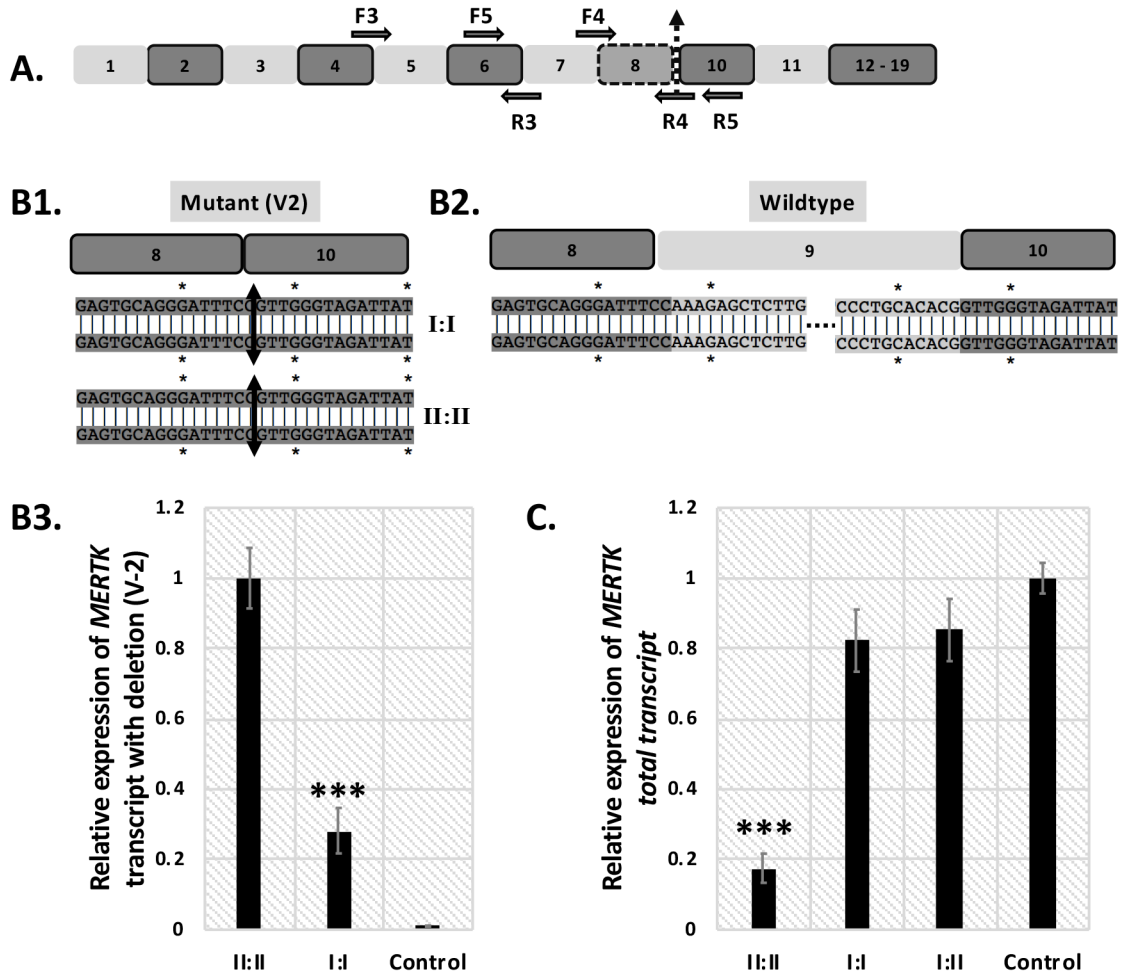 F3 F5 F4
A. 1 2 3 4 5 6 7 8 10 11 12 - 19
R3 R4 R5
B1. Mutant (V2)
8 10
* * *
GAGTGCAGGGATTTCCGTTGGGTAGATTAT
I:I
GAGTGCAGGGATTTCCGTTGGGTAGATTAT
* * *
* * *
GAGTGCAGGGATTTCCGTTGGGTAGATTAT
II:II
GAGTGCAGGGATTTCCGTTGGGTAGATTAT
* * *
B2. Wildtype
8 9 10
* * * *
GAGTGCAGGGATTTCCAAAGAGCTCTTG CCCTGCACACGGTTGGGTAGATTAT
GAGTGCAGGGATTTCCAAAGAGCTCTTG CCCTGCACACGGTTGGGTAGATTAT
* * * *
B3.
Relative expression of MERTK
transcript with deletion (V-2)
1.2
1
0.8
0.6
0.4
0.2
0
***
II:II I:I Control
C.
Relative expression of MERTK
total transcript
1.2
1
0.8
0.6
0.4
0.2
0
***
II:II I:I I:II Control